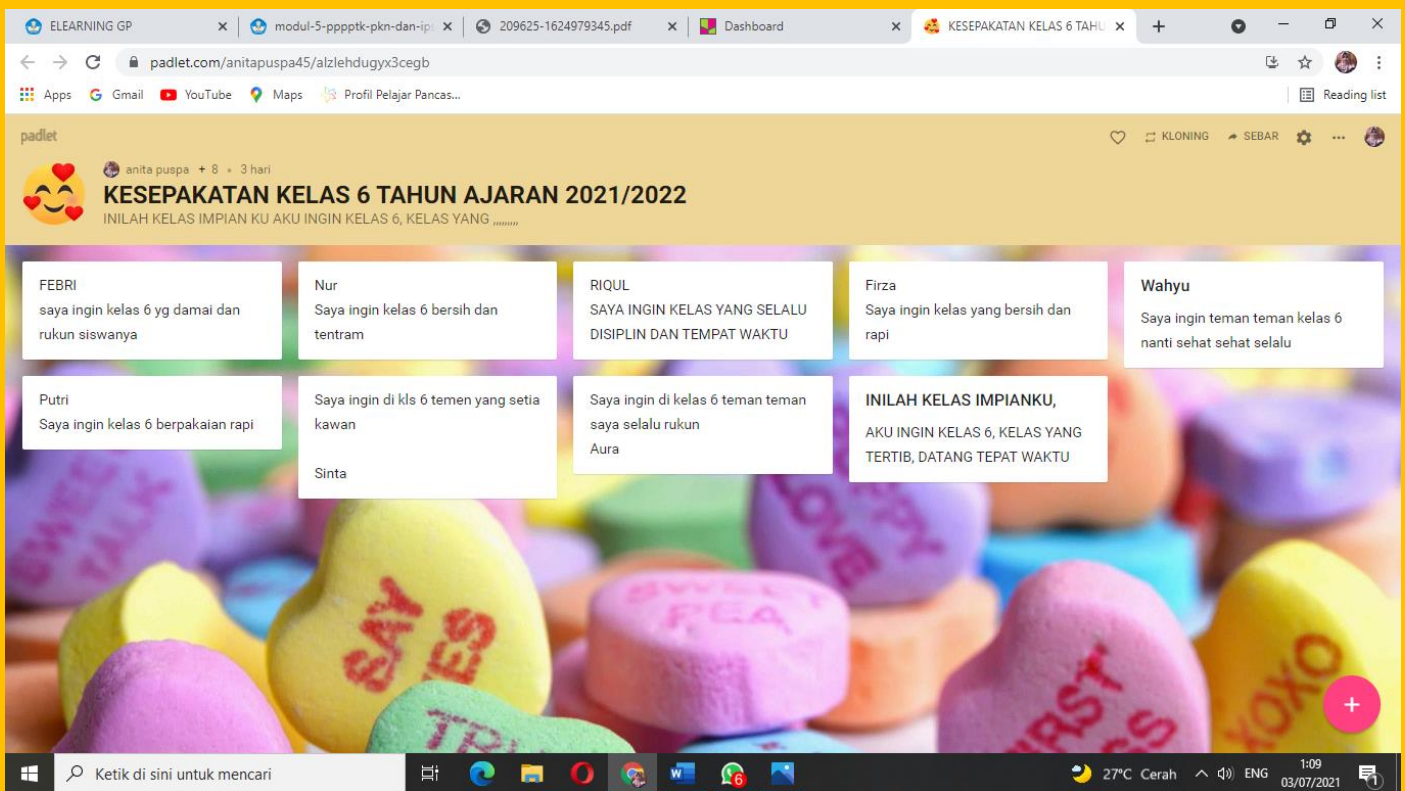 ELEARNING GP
modul-5-pppptk-pkn-dan-ips
209625-1624979345.pdf
Dashboard
KESEPAKATAN KELAS 6 TAHU
padlet.com/anitapuspa45/alzlehdugyx3cegb
Apps Gmail YouTube Maps Profil Pelajar Pancas...
Reading list
padlet
KLONING SEBAR
anita puspa + 8 • 3 hari
KESEPAKATAN KELAS 6 TAHUN AJARAN 2021/2022
INILAH KELAS IMPIAN KU AKU INGIN KELAS 6, KELAS YANG ,,,,,,,,,
FEBRI
saya ingin kelas 6 yg damai dan
rukun siswanya
Nur
Saya ingin kelas 6 bersih dan
tentram
RIQUL
SAYA INGIN KELAS YANG SELALU
DISIPLIN DAN TEMPAT WAKTU
Firza
Saya ingin kelas yang bersih dan
rapi
Wahyu
Saya ingin teman teman kelas 6
nanti sehat sehat selalu
Putri
Saya ingin kelas 6 berpakaian rapi
Saya ingin di kls 6 temen yang setia
kawan
Sinta
Saya ingin di kelas 6 teman teman
saya selalu rukun
Aura
INILAH KELAS IMPIANKU,
AKU INGIN KELAS 6, KELAS YANG
TERTIB, DATANG TEPAT WAKTU
SWEET
TALK
SAY
YES
SWEET
PEA
LOVE
FIRST
XOXO
Ketik di sini untuk mencari
6
27°C Cerah
ENG
1:09
03/07/2021
1